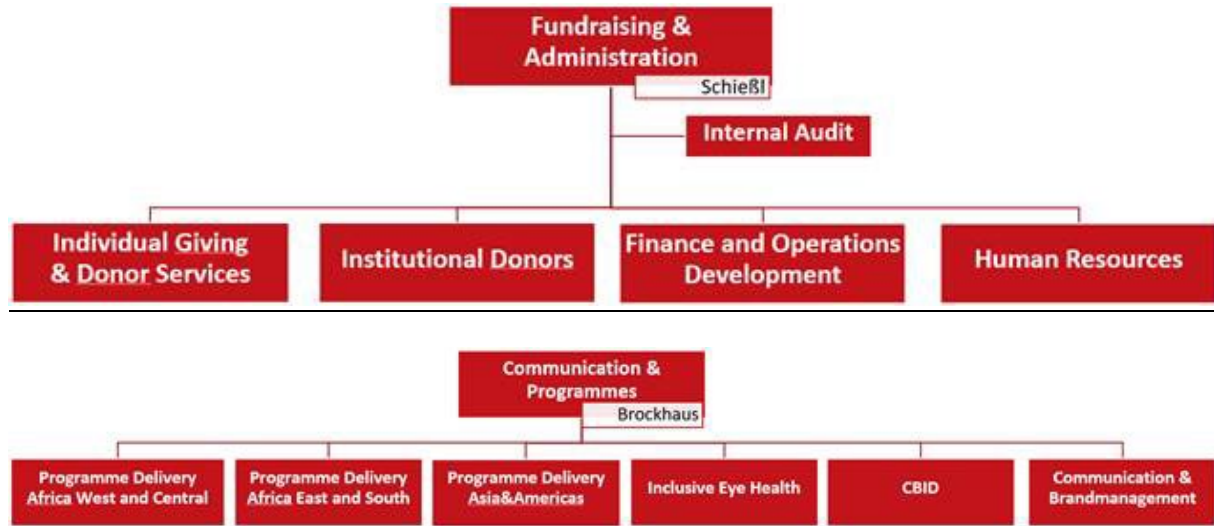 Fundraising &
Administration
Schießl
Internal Audit
Individual Giving
& Donor Services
Institutional Donors
Finance and Operations
Development
Human Resources
Communication &
Programmes
Brockhaus
Programme Delivery
Africa West and Central
Programme Delivery
Africa East and South
Programme Delivery
Asia&Americas
Inclusive Eye Health
CBID
Communication &
Brandmanagement